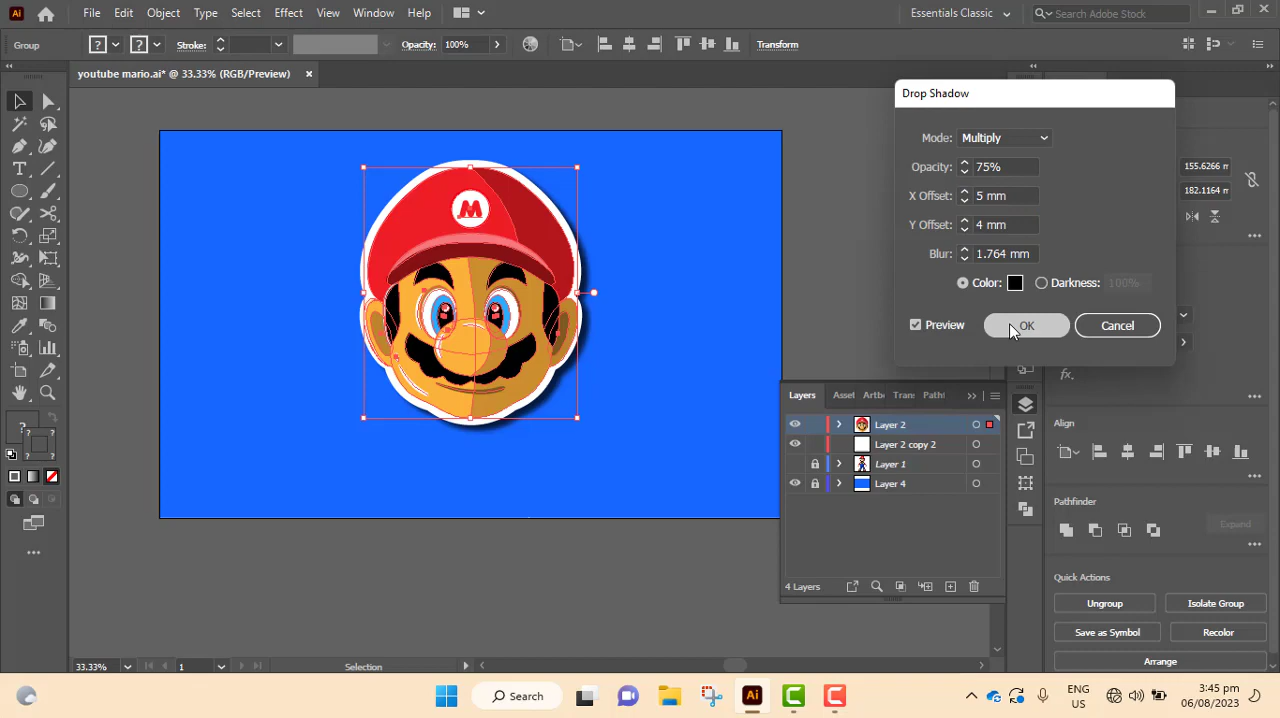 Ai File Edit Object Type Select Effect View Window Help Essentials Classic Search Adobe Stock
Group ? ? Stroke: Opacity: 100% Transform
youtube mario.ai* @ 33.33% (RGB/Preview) ×
Drop Shadow
Mode: Multiply
Opacity: 75%
X Offset: 5 mm
Y Offset: 4 mm
Blur: 1.764 mm
Color: Darkness: 100%
Preview OK Cancel
155.6266 m
182.1164 m
M
fx.
Layers Asset Artbo Trans Pathf
Layer 2
Layer 2 copy 2
Layer 1
Layer 4
4 Layers
Align
Pathfinder
Expand
Quick Actions
Ungroup Isolate Group
Save as Symbol Recolor
Arrange
33.33% 1 Selection
Search Ai
ENG
US
3:45 pm
06/08/2023